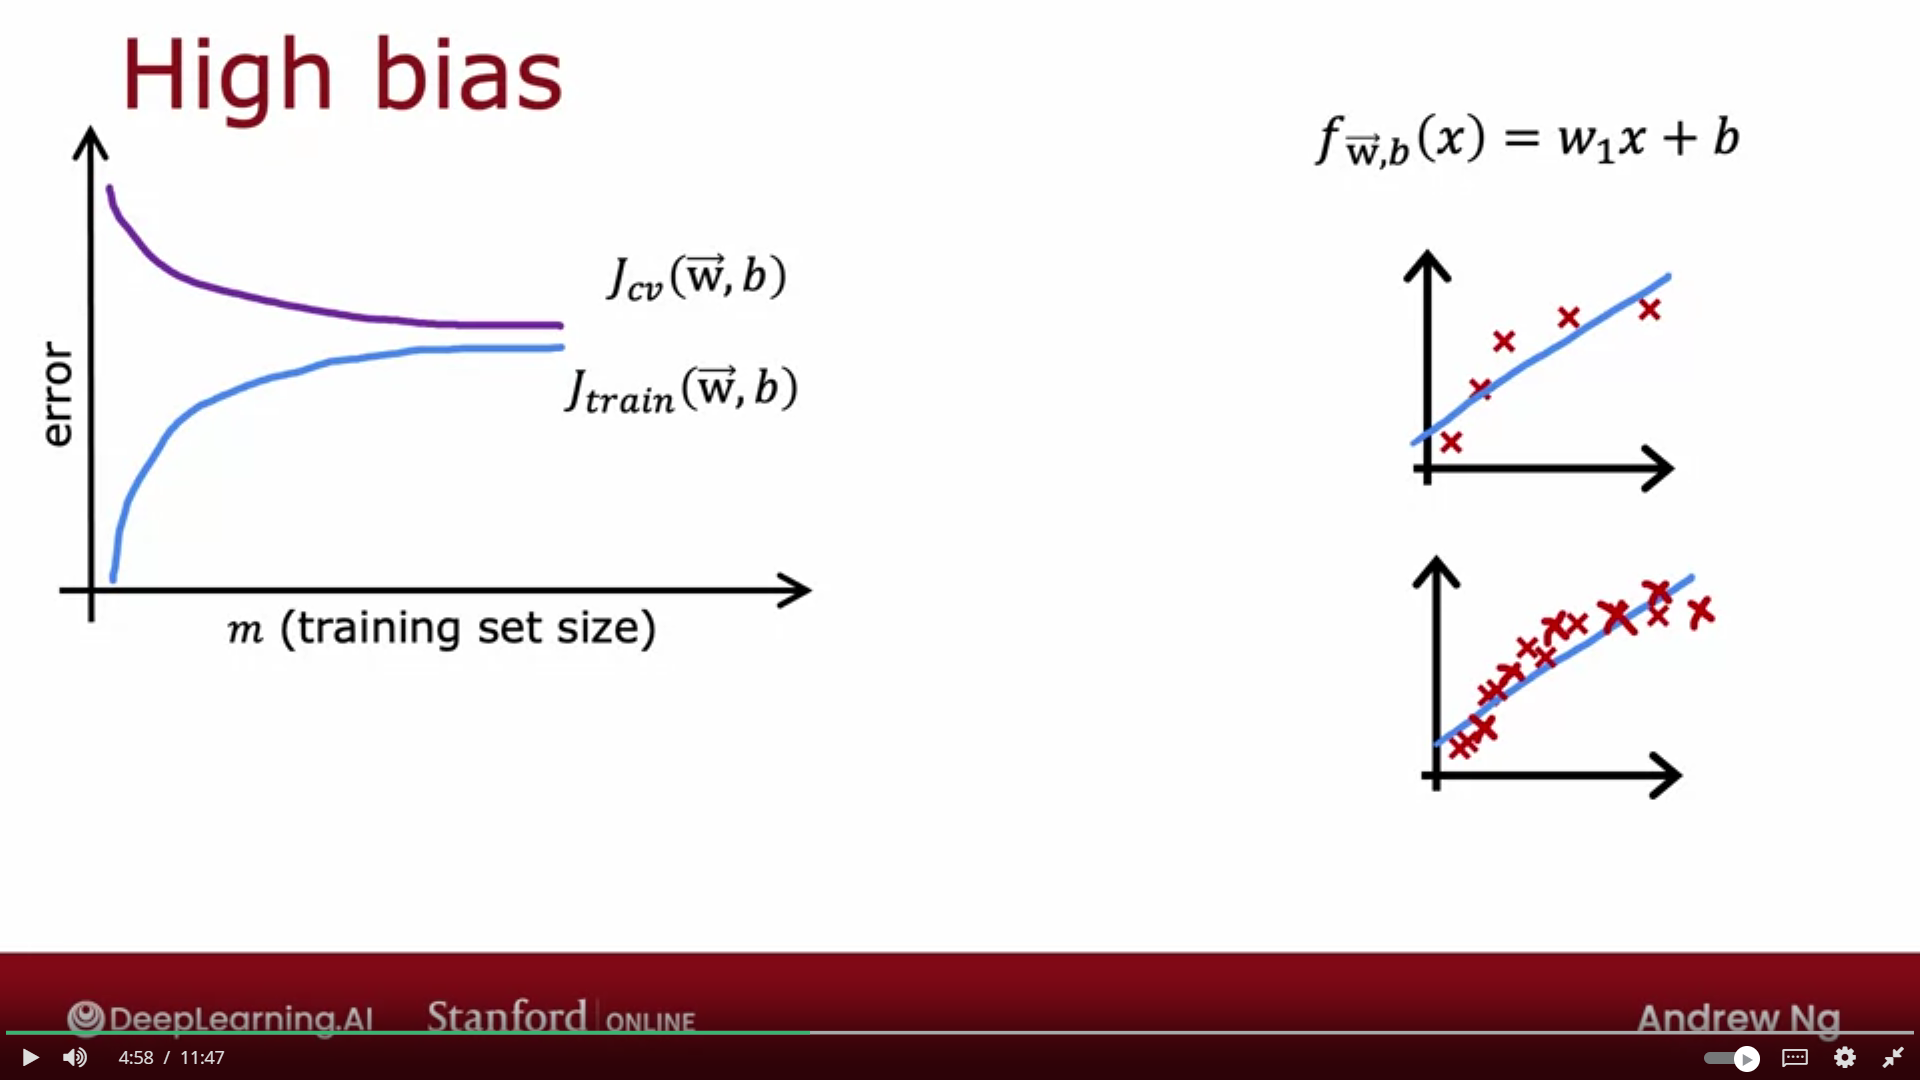 High bias
f_{\vec{w},b}(x) = w₁x + b
J_{cv}(\vec{w}, b)
error
J_{train}(\vec{w}, b)
m (training set size)
DeepLearning.AI Stanford | ONLINE Andrew Ng
4:58 / 11:47